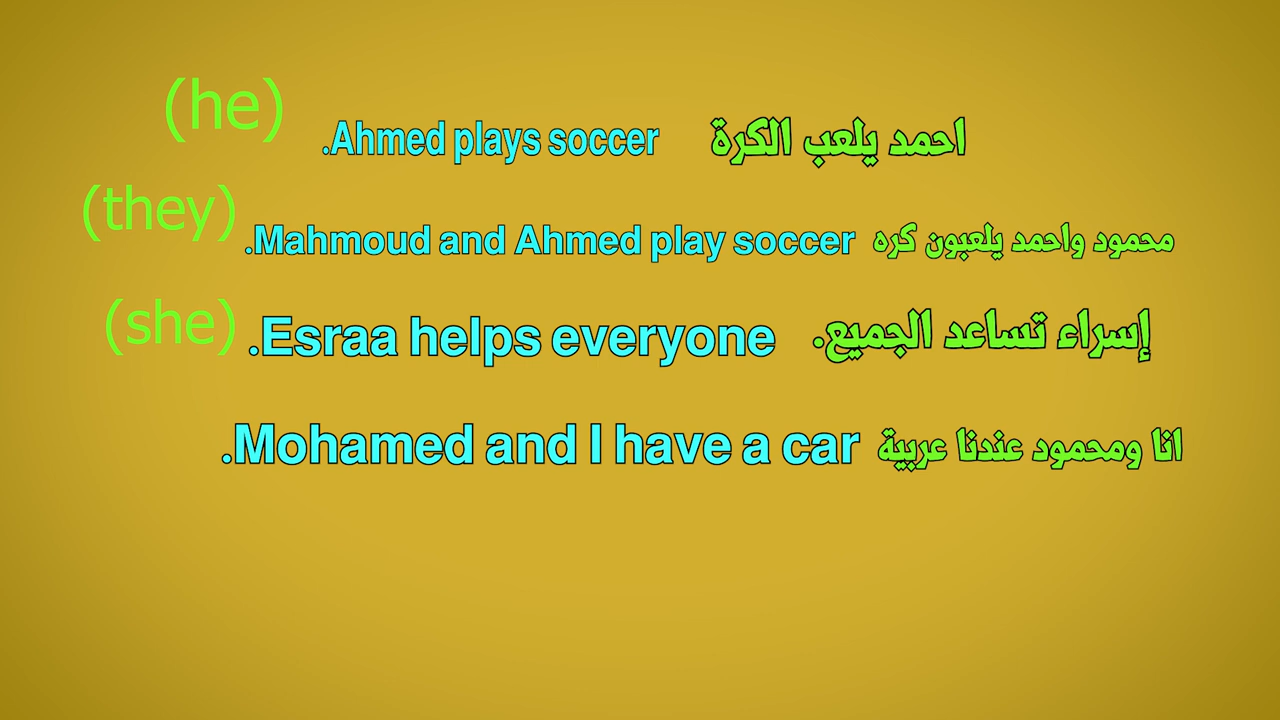 (he) .Ahmed plays soccer احمد يلعب الكرة
(they) .Mahmoud and Ahmed play soccer محمود واحمد يلعبون كره
(she) .Esraa helps everyone إسراء تساعد الجميع.
.Mohamed and I have a car انا ومحمود عندنا عربية